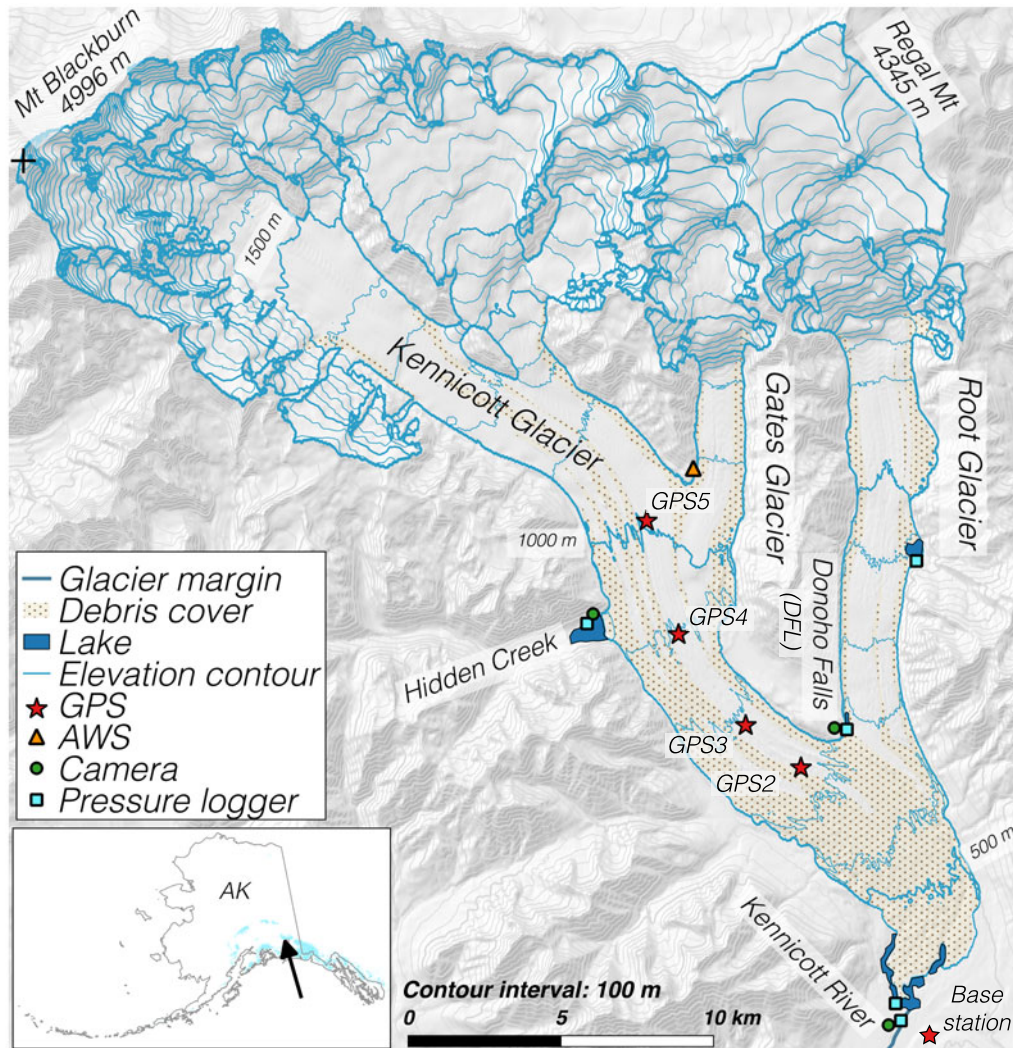 Mt Blackburn
4996 m
Regal Mt
4345 m
1500 m
Kennicott Glacier
Gates Glacier
Root Glacier
GPS5
1000 m
GPS4
Donoho Falls
(DFL)
Hidden Creek
GPS3
GPS2
500 m
Glacier margin
Debris cover
Lake
Elevation contour
GPS
AWS
Camera
Pressure logger
AK
Kennicott River
Base
station
Contour interval: 100 m
0 5 10 km